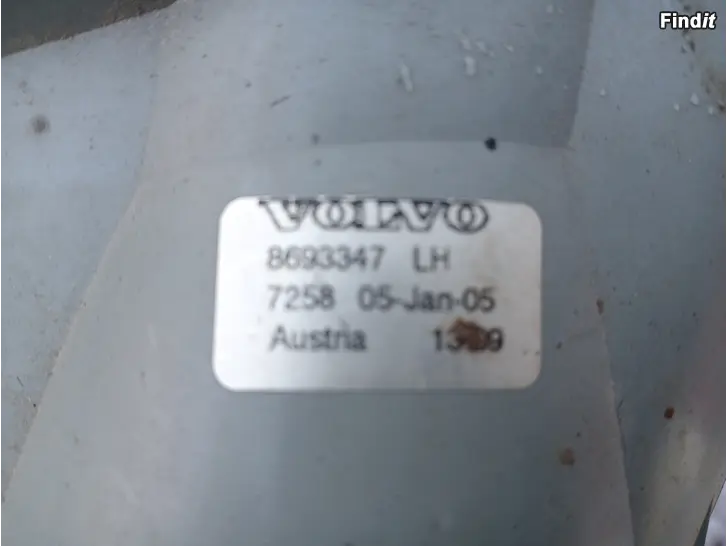 Findit
VOLVO
8693347 LH
7258 05-Jan-05
Austria